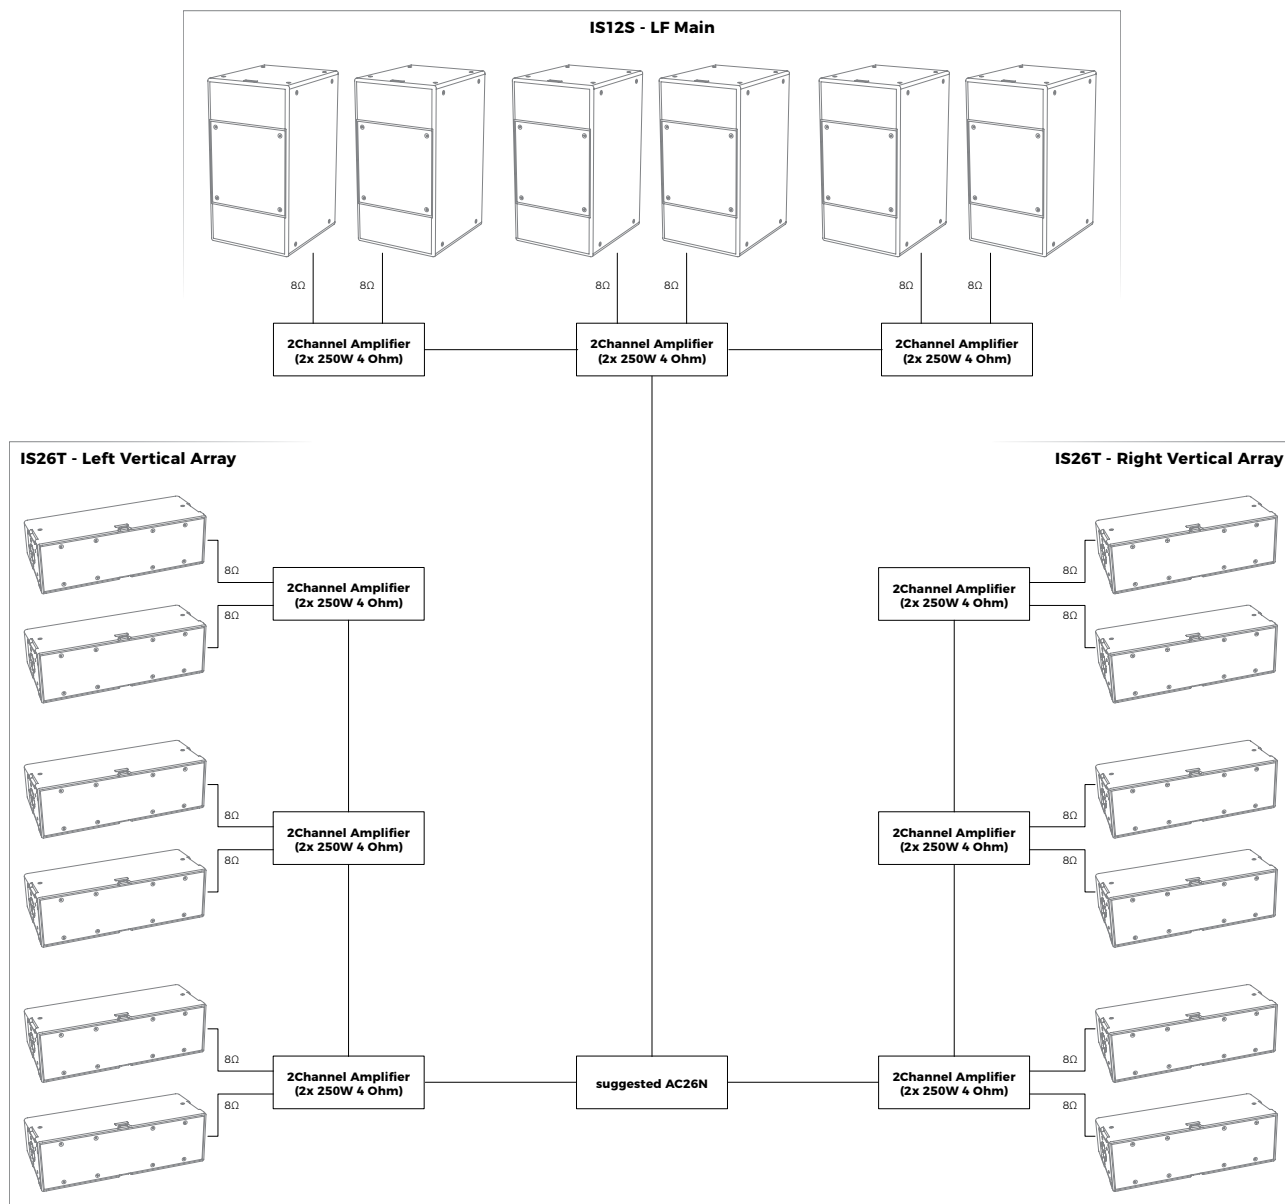 IS12S - LF Main
8Ω
8Ω
8Ω
8Ω
8Ω
8Ω
2Channel Amplifier
(2x 250W 4 Ohm)
2Channel Amplifier
(2x 250W 4 Ohm)
2Channel Amplifier
(2x 250W 4 Ohm)
IS26T - Left Vertical Array
IS26T - Right Vertical Array
8Ω
8Ω
2Channel Amplifier
(2x 250W 4 Ohm)
2Channel Amplifier
(2x 250W 4 Ohm)
8Ω
8Ω
8Ω
8Ω
2Channel Amplifier
(2x 250W 4 Ohm)
2Channel Amplifier
(2x 250W 4 Ohm)
8Ω
8Ω
8Ω
8Ω
2Channel Amplifier
(2x 250W 4 Ohm)
suggested AC26N
2Channel Amplifier
(2x 250W 4 Ohm)
8Ω
8Ω